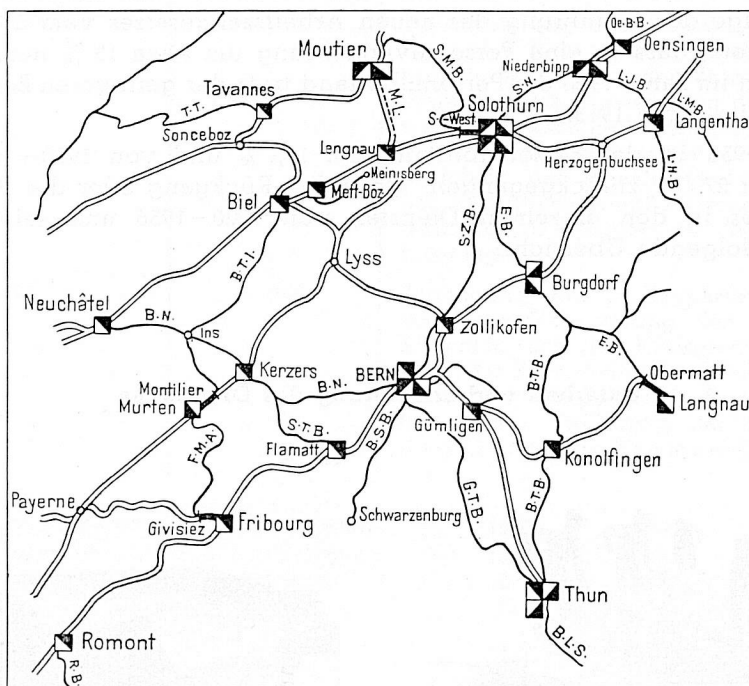 Oe.-B.B.
Moutier
S.-M.B.
Oensingen
Niederbipp
Tavannes
S.N.
L.J.B.
T.T.
M.L.
Solothurn
S-West
L.M.B.
Sonceboz
Lengnau
Langenthal
Meinisberg
Herzogenbuchsee
Mett-Böz.
Biel
L.H.B.
S.Z.B.
E.B.
B.T.I.
Lyss
Burgdorf
Neuchâtel
B.N.
Zollikofen
Ins
E.B.
Kerzers
BERN
B.T.B.
Obermatt
B.N.
Montilier
Murten
Langnau
S.T.B.
B.S.B.
Gümligen
F.M.A.
Flamatt
Konolfingen
G.T.B.
B.T.B.
Payerne
Givisiez
Fribourg
Schwarzenburg
Thun
Romont
B.L.S.
R.B.